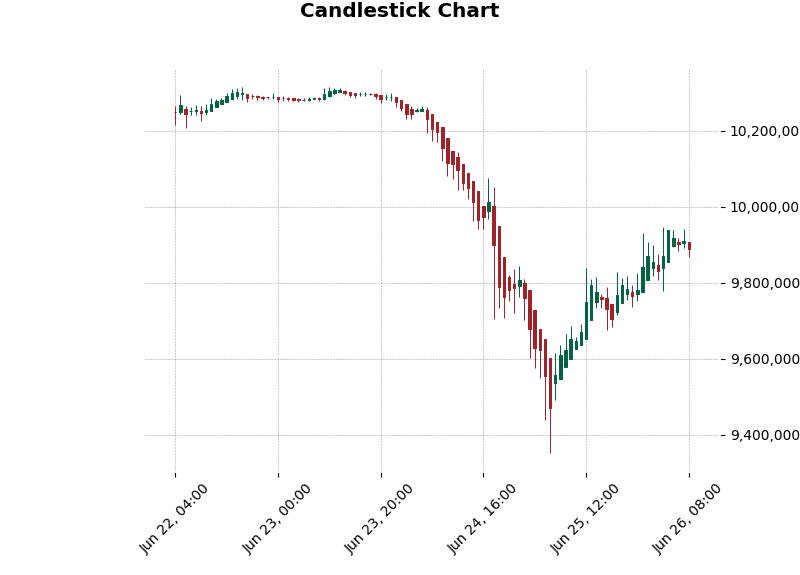 Candlestick Chart
10,200,00
10,000,00
9,800,000
9,600,000
9,400,000
Jun 22, 04:00
Jun 23, 00:00
Jun 23, 20:00
Jun 24, 16:00
Jun 25, 12:00
Jun 26, 08:00